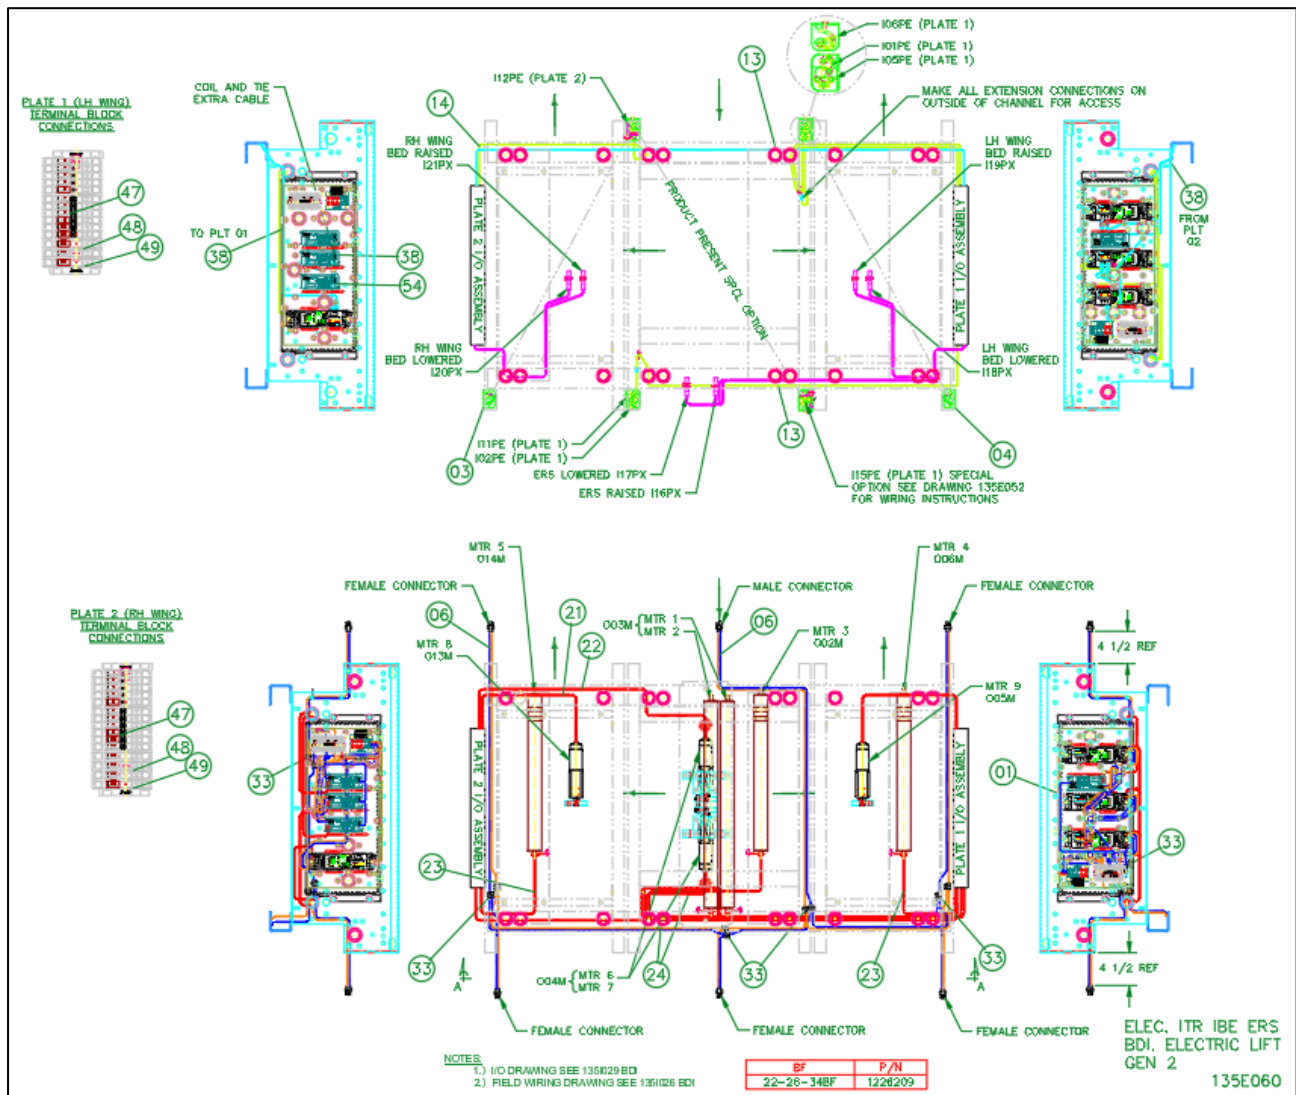 I06PE (PLATE 1)
I01PE (PLATE 1)
I05PE (PLATE 1)
13
I12PE (PLATE 2)
COIL AND TIE
EXTRA CABLE
MAKE ALL EXTENSION CONNECTIONS ON
OUTSIDE OF CHANNEL FOR ACCESS
PLATE 1 (LH WING)
TERMINAL BLOCK
CONNECTIONS
14
RH WING
BED RAISED
I21PX
LH WING
BED RAISED
I19PX
47
48
49
TO PLT 01
38
38
54
PLATE 2 I/O ASSEMBLY
PRODUCT PRESENT SPCL OPTION
PLATE 1 I/O ASSEMBLY
38
FROM
PLT
02
RH WING
BED LOWERED
I20PX
LH WING
BED LOWERED
I18PX
03
I11PE (PLATE 1)
I02PE (PLATE 1)
13
04
ERS LOWERED I17PX
ERS RAISED I16PX
I15PE (PLATE 1) SPECIAL
OPTION SEE DRAWING 135E052
FOR WIRING INSTRUCTIONS
MTR 5
O14M
MTR 4
O06M
FEMALE CONNECTOR
MALE CONNECTOR
FEMALE CONNECTOR
PLATE 2 (RH WING)
TERMINAL BLOCK
CONNECTIONS
06
21
22
MTR 8
O13M
O03M
MTR 1
MTR 2
06
MTR 3
O02M
MTR 9
O05M
4 1/2 REF
47
48
49
33
PLATE 2 I/O ASSEMBLY
PLATE 1 I/O ASSEMBLY
01
33
23
33
A
O04M
MTR 6
MTR 7
24
33
23
33
A
4 1/2 REF
FEMALE CONNECTOR
FEMALE CONNECTOR
FEMALE CONNECTOR
ELEC, ITR IBE ERS
BDI, ELECTRIC LIFT
GEN 2
135E060
NOTES
1.) I/O DRAWING SEE 135I029 BDI
2) FIELD WIRING DRAWING SEE 135I026 BDI
BF P/N
22-26-34BF 1226209